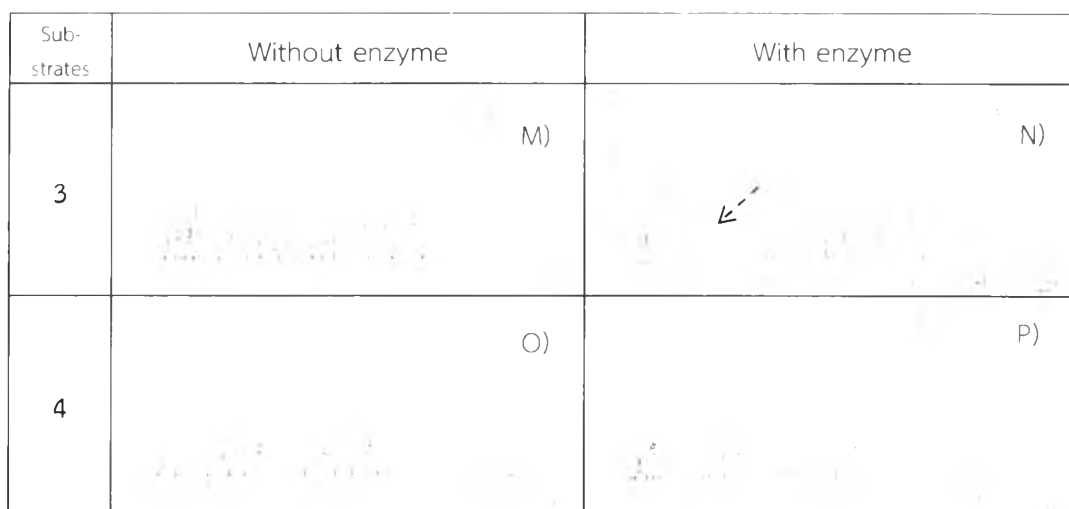 Sub-
strates
Without enzyme
With enzyme
3
M)
N)
4
O)
P)